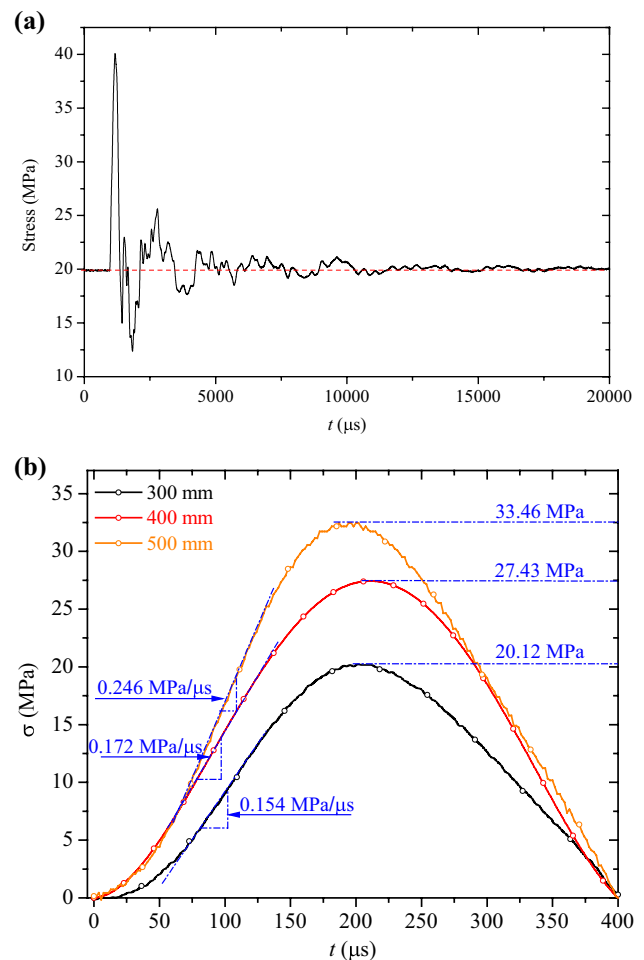 (a)
40
35
30
25
20
15
10
Stress (MPa)
0 5000 10000 15000 20000
t (μs)
(b)
35
30
25
20
15
10
5
0
σ (MPa)
300 mm
400 mm
500 mm
33.46 MPa
27.43 MPa
20.12 MPa
0.246 MPa/μs
0.172 MPa/μs
0.154 MPa/μs
0 50 100 150 200 250 300 350 400
t (μs)